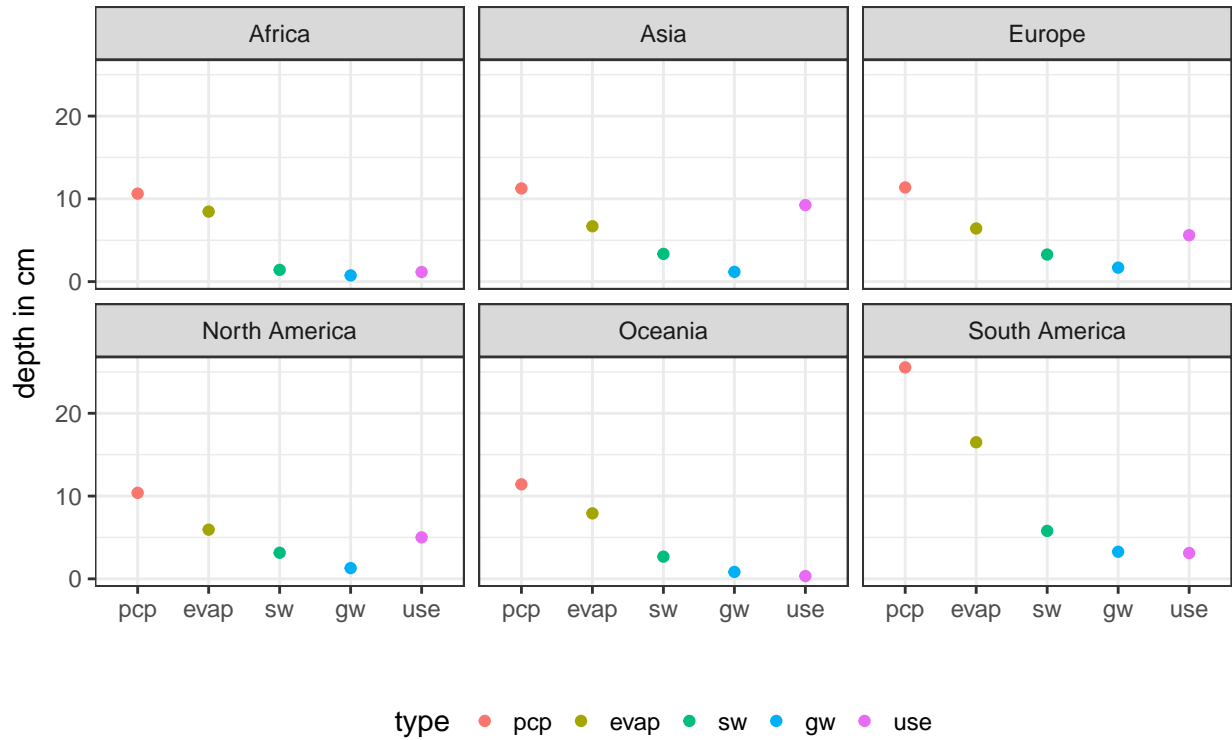 Africa Asia Europe
20
10
0
North America Oceania South America
20
10
0
depth in cm
pcp evap sw gw use pcp evap sw gw use pcp evap sw gw use
type pcp evap sw gw use